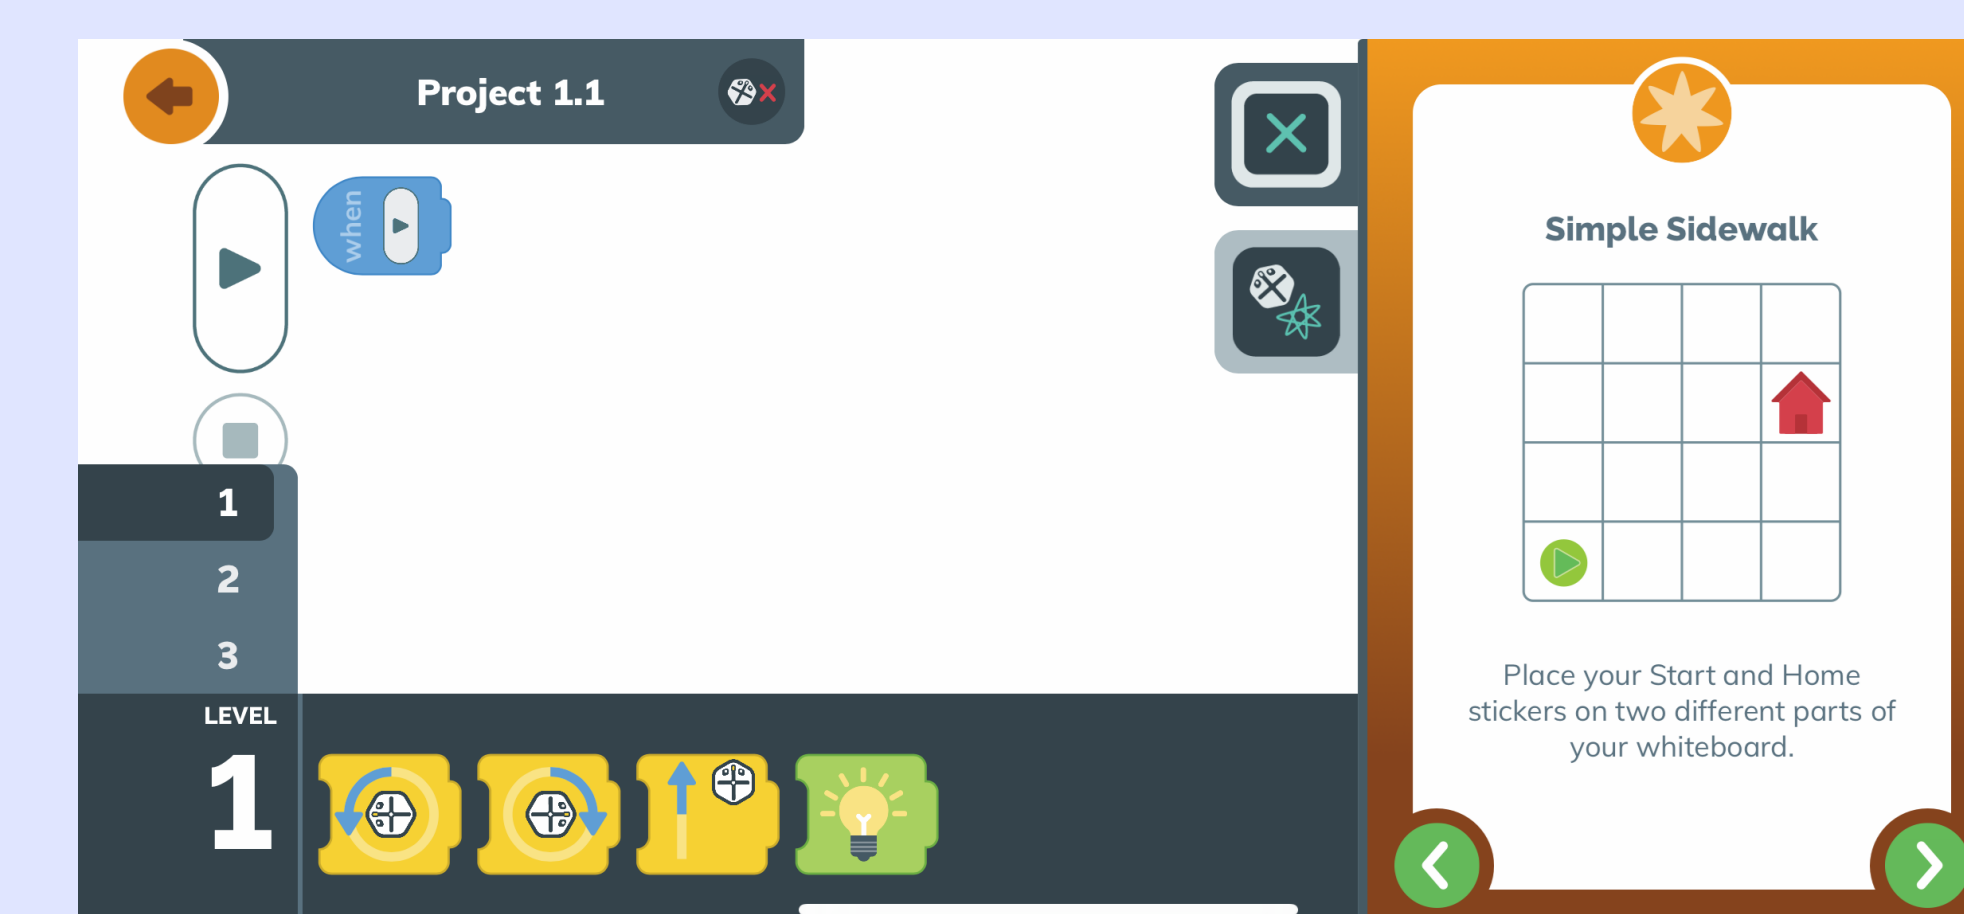 Project 1.1
when
1
2
3
LEVEL
1
Simple Sidewalk
Place your Start and Home
stickers on two different parts of
your whiteboard.